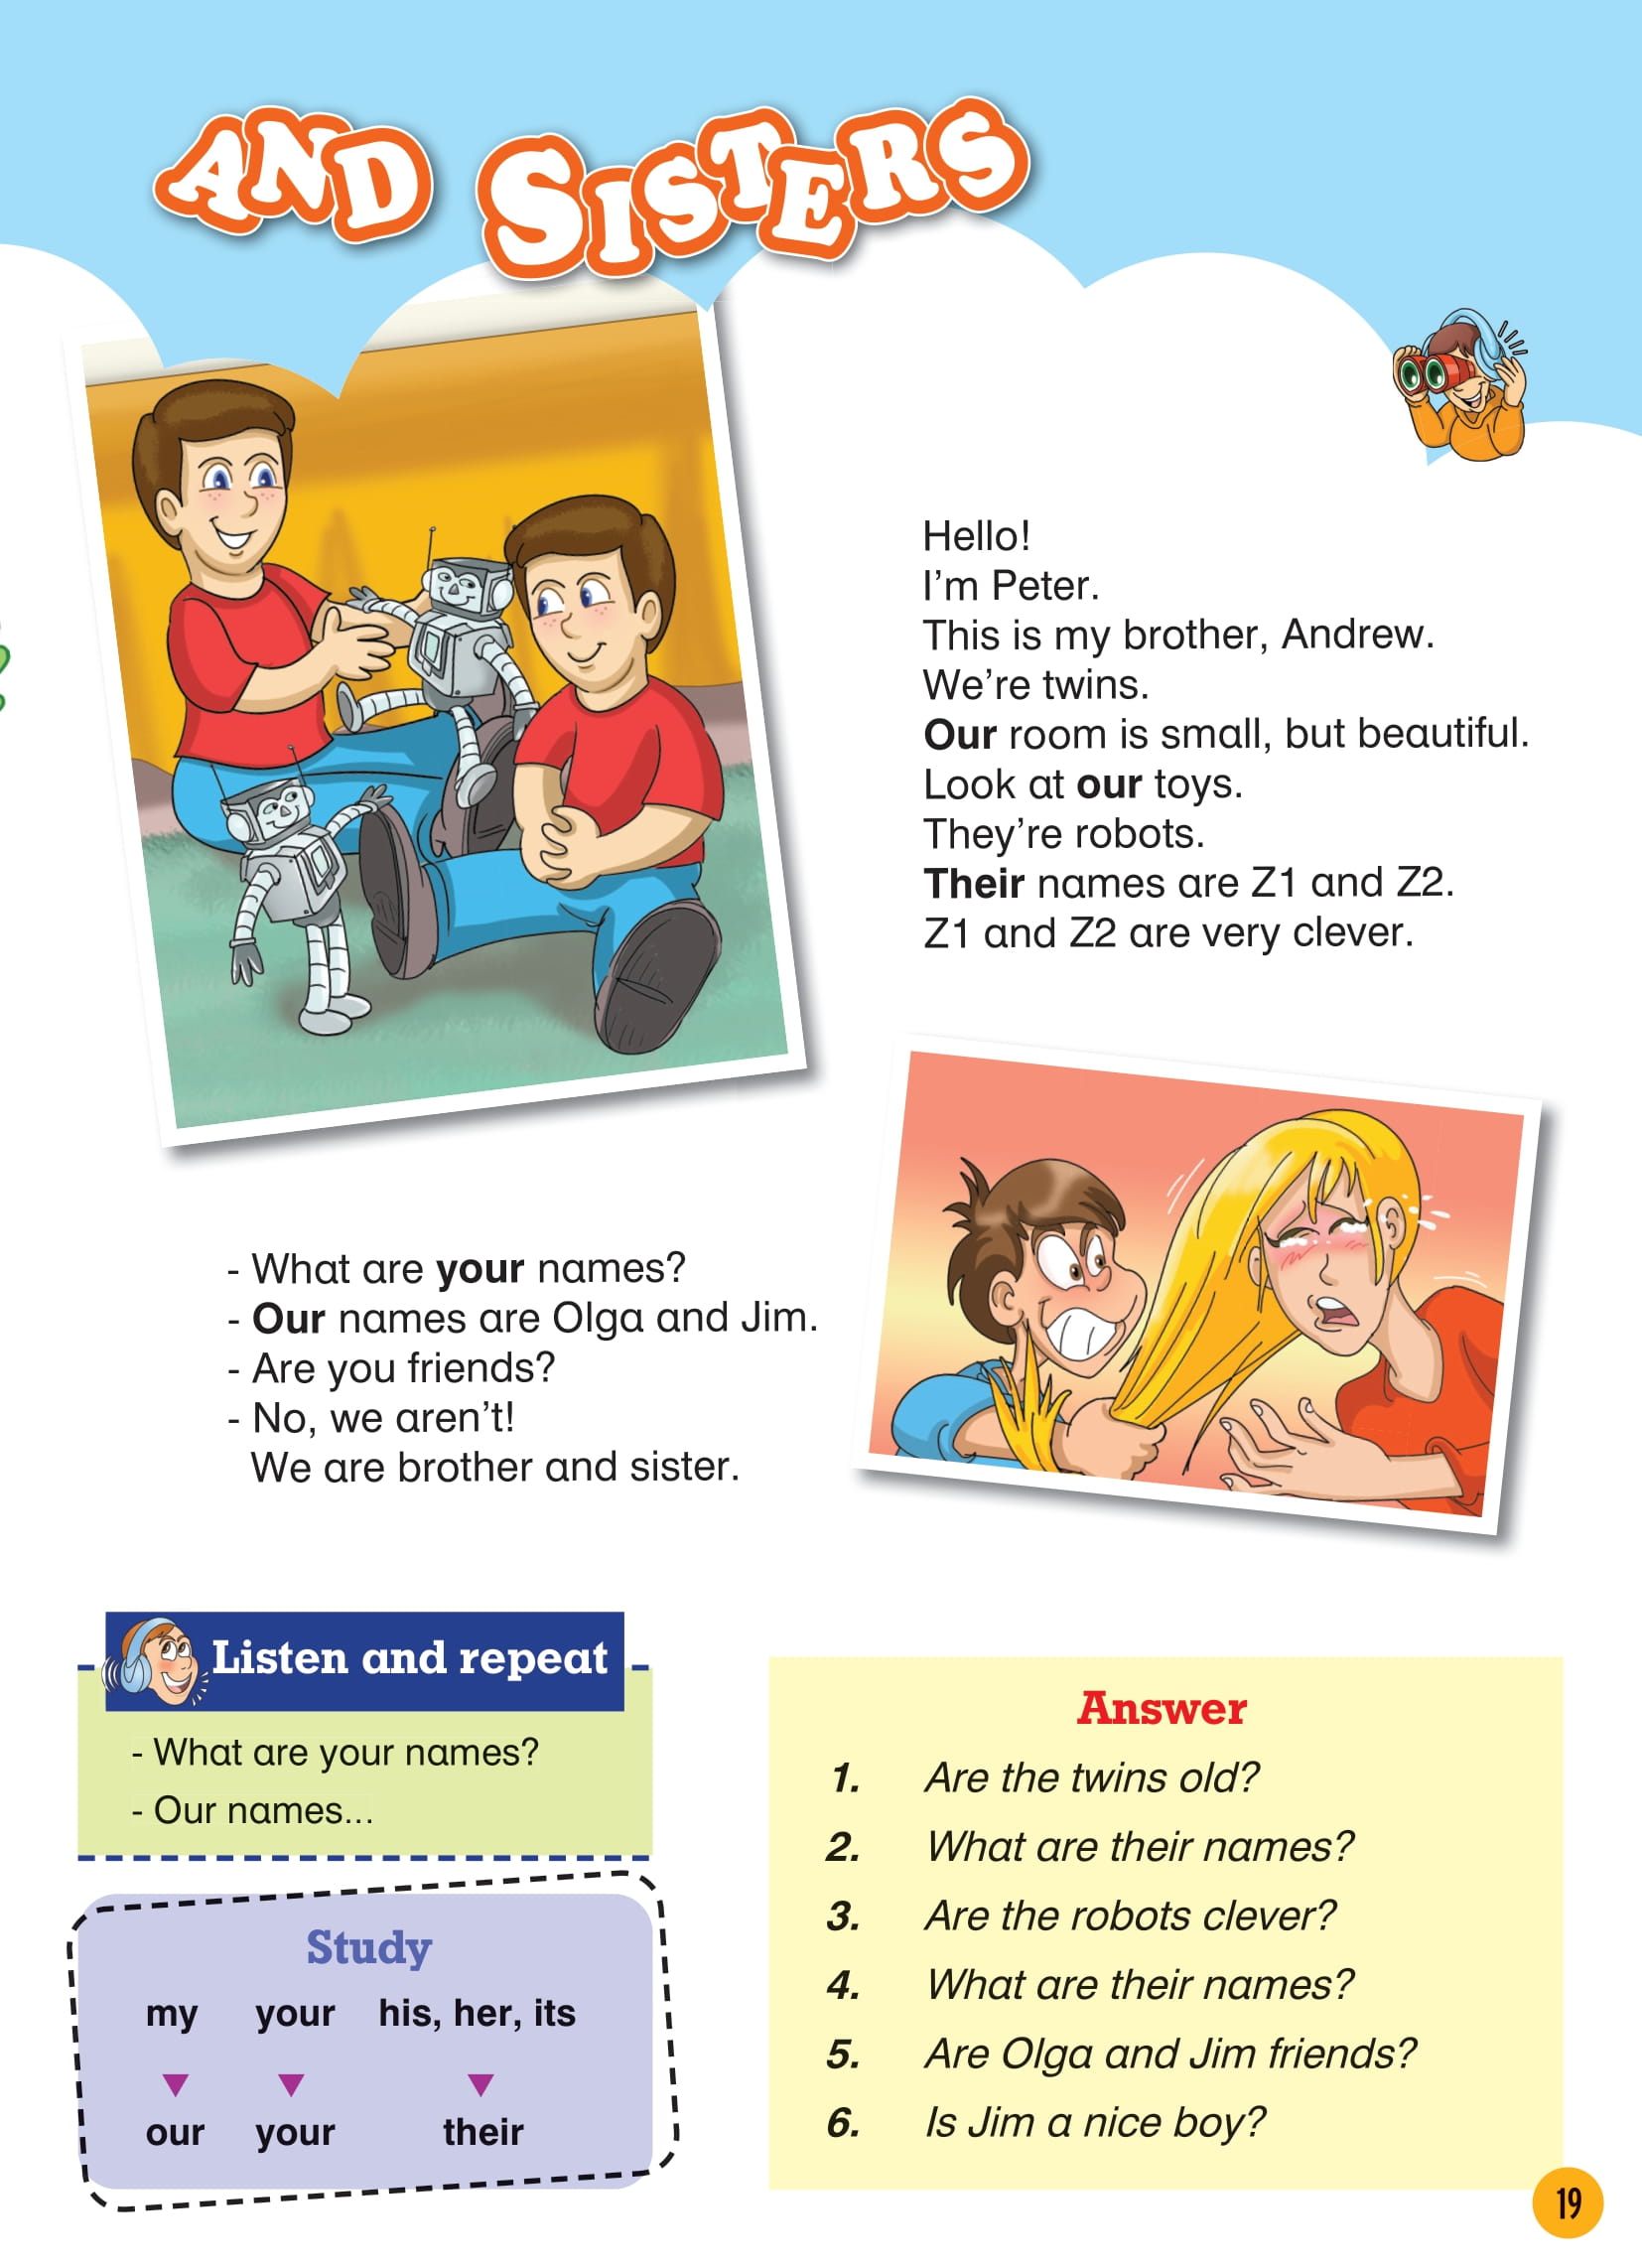 AND SISTERS
Hello!
I'm Peter.
This is my brother, Andrew.
We're twins.
Our room is small, but beautiful.
Look at our toys.
They're robots.
Their names are Z1 and Z2.
Z1 and Z2 are very clever.
- What are your names?
- Our names are Olga and Jim.
- Are you friends?
- No, we aren't!
We are brother and sister.
Listen and repeat
- What are your names?
- Our names...
Study
my your his, her, its
our your their
Answer
1. Are the twins old?
2. What are their names?
3. Are the robots clever?
4. What are their names?
5. Are Olga and Jim friends?
6. Is Jim a nice boy?
19